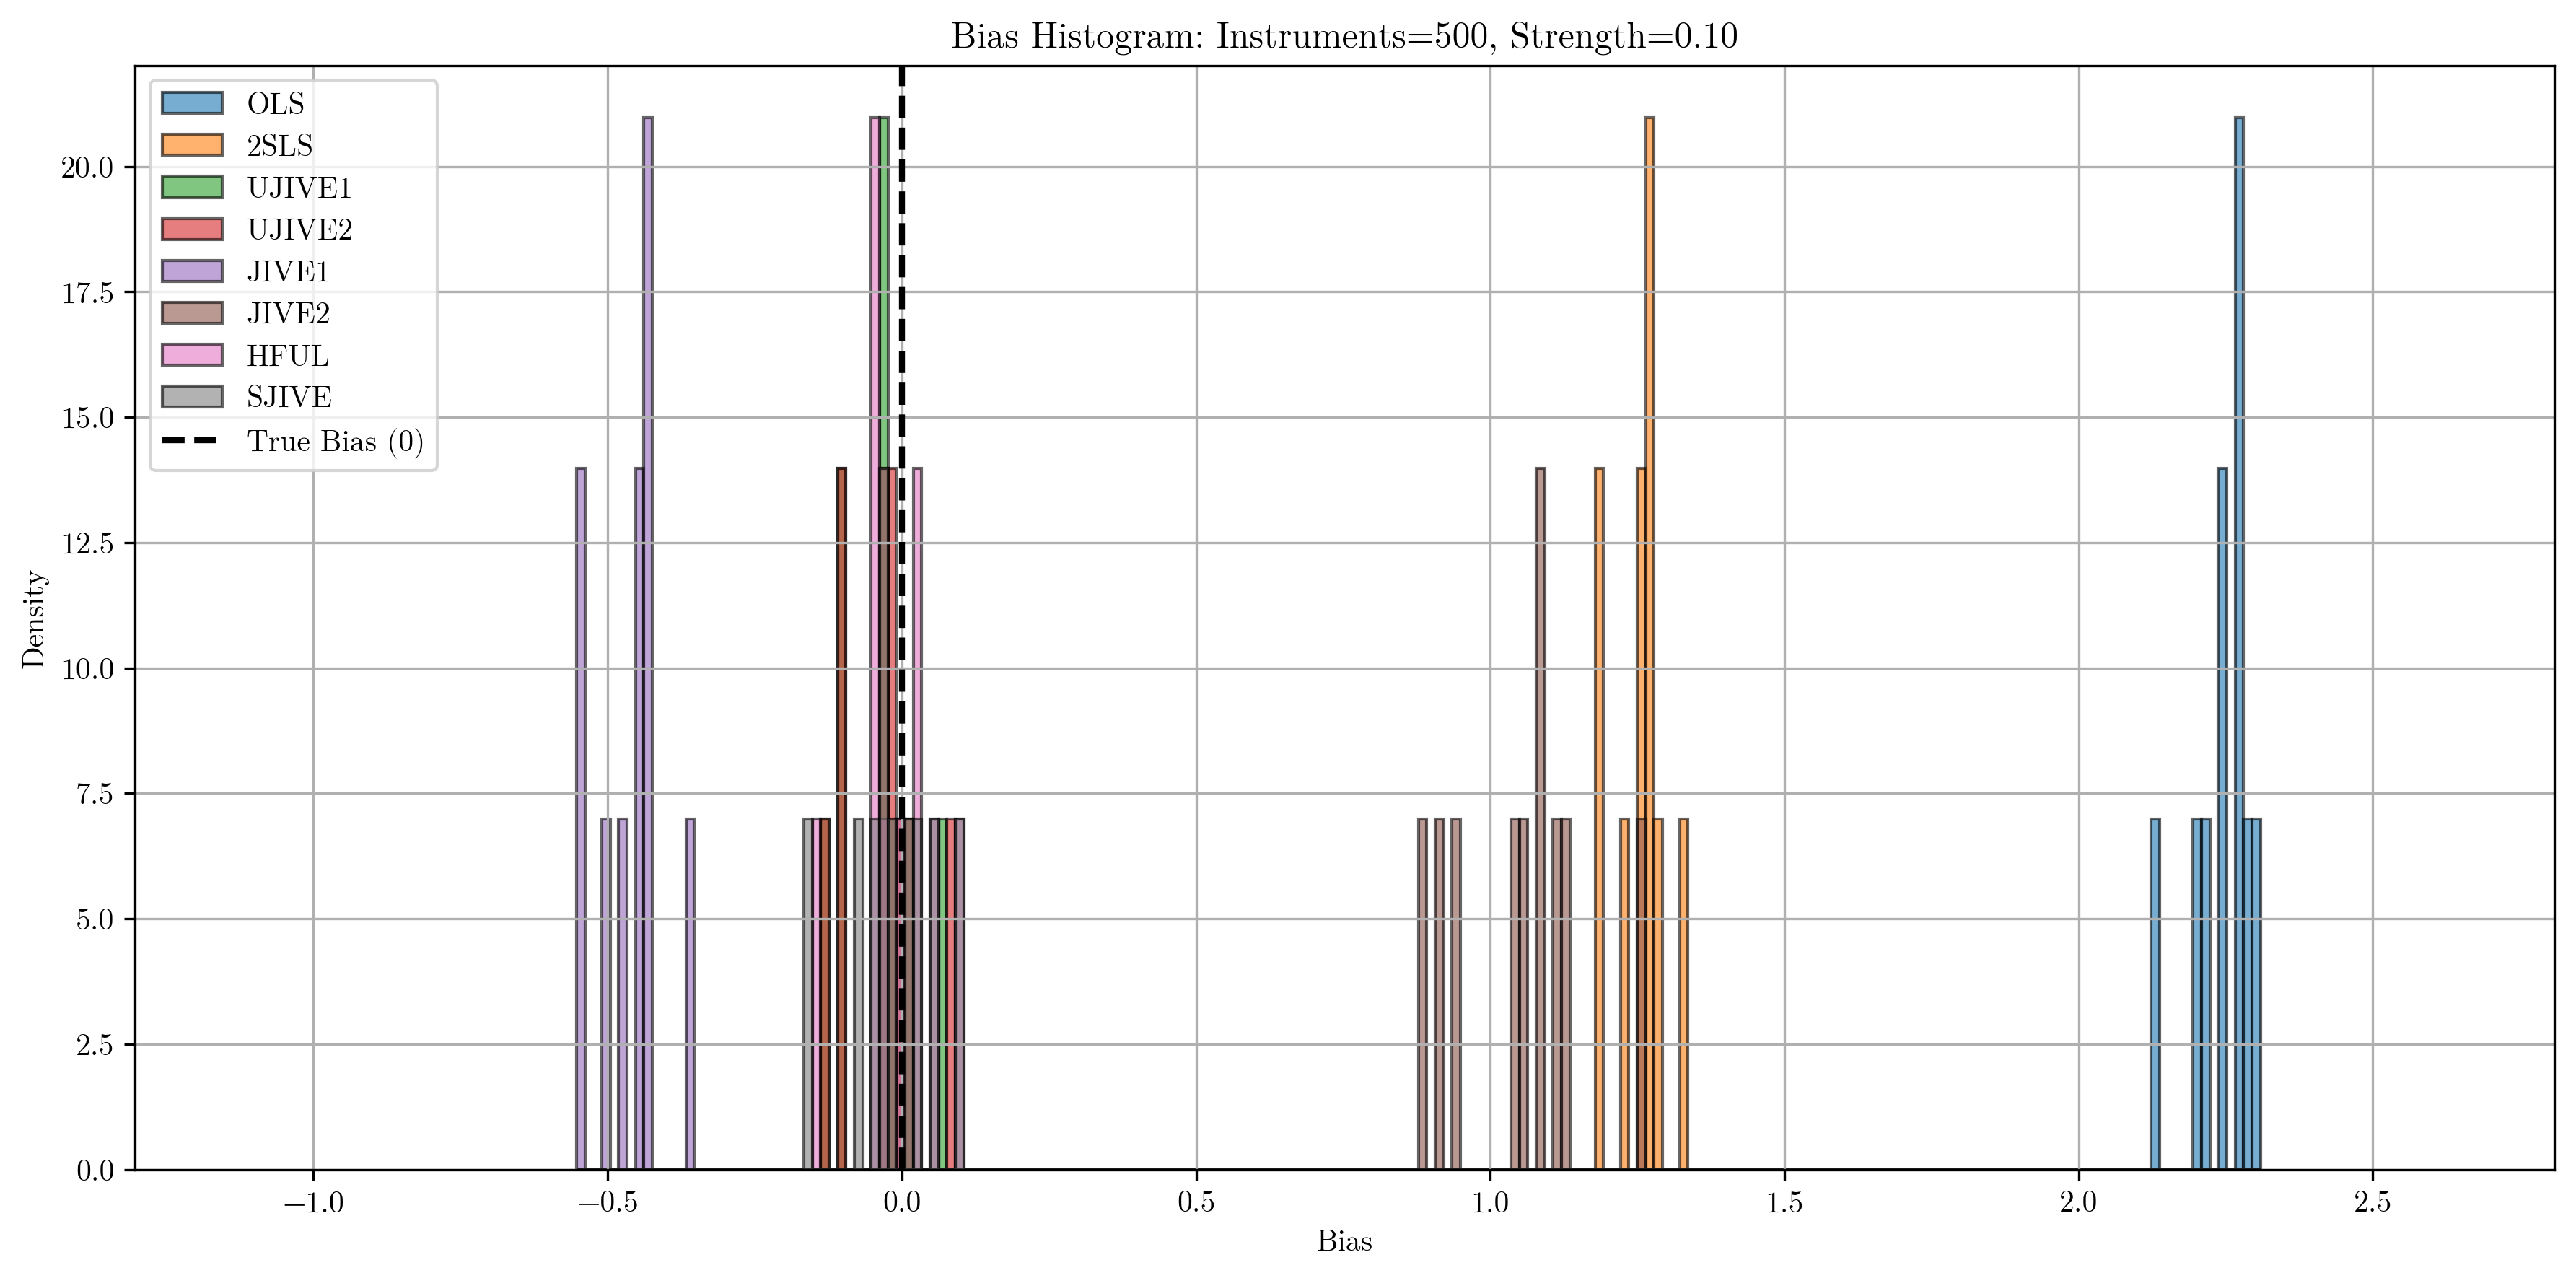 Bias Histogram: Instruments=500, Strength=0.10
OLS
2SLS
UJIVE1
UJIVE2
JIVE1
JIVE2
HFUL
SJIVE
True Bias (0)
Density
20.0
17.5
15.0
12.5
10.0
7.5
5.0
2.5
0.0
−1.0 −0.5 0.0 0.5 1.0 1.5 2.0 2.5
Bias